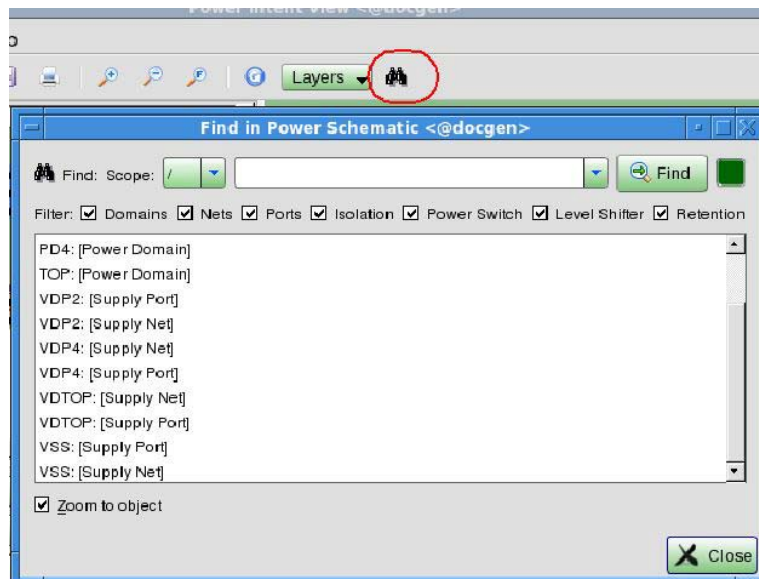 Power Intent View <@docgen>
Layers
Find in Power Schematic <@docgen>
Find: Scope: / Find
Filter: Domains Nets Ports Isolation Power Switch Level Shifter Retention
PD4: [Power Domain]
TOP: [Power Domain]
VDP2: [Supply Port]
VDP2: [Supply Net]
VDP4: [Supply Net]
VDP4: [Supply Port]
VDTOP: [Supply Net]
VDTOP: [Supply Port]
VSS: [Supply Port]
VSS: [Supply Net]
Zoom to object
Close